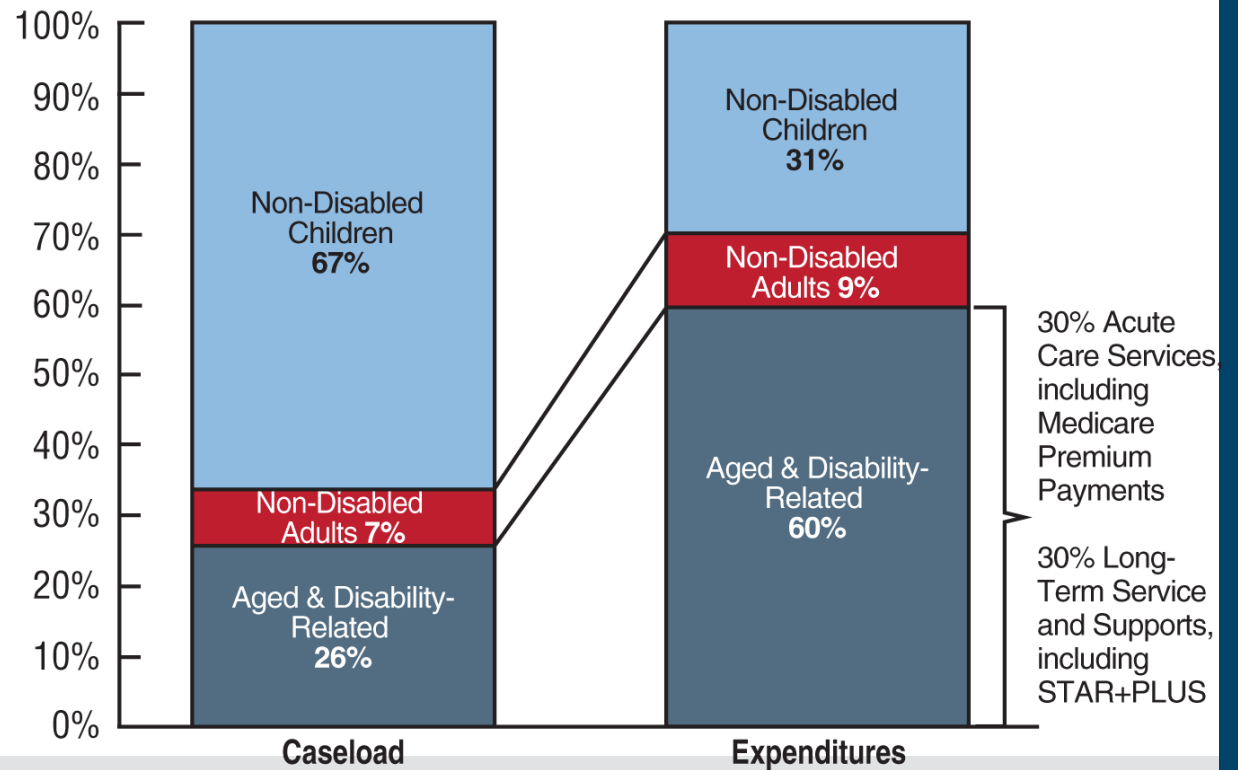 100%
90%
80%
70%
60%
50%
40%
30%
20%
10%
0%
Non-Disabled
Children
67%
Non-Disabled
Adults 7%
Aged & Disability-
Related
26%
Caseload
Non-Disabled
Children
31%
Non-Disabled
Adults 9%
Aged & Disability-
Related
60%
Expenditures
30% Acute
Care Services,
including
Medicare
Premium
Payments
30% Long-
Term Service
and Supports,
including
STAR+PLUS